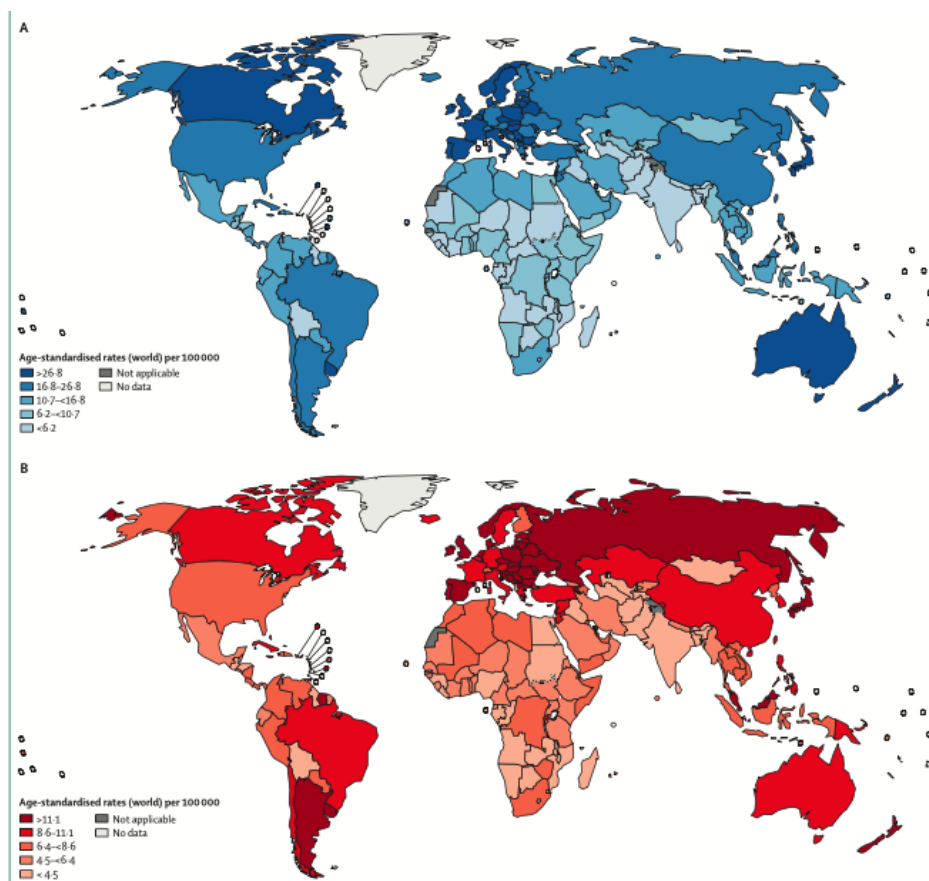 A
Age-standardised rates (world) per 100 000
>26·8
16·8–26·8
10·7–<16·8
6·2–<10·7
<6·2
Not applicable
No data
B
Age-standardised rates (world) per 100 000
>11·1
8·6–11·1
6·4–<8·6
4·5–<6·4
<4·5
Not applicable
No data